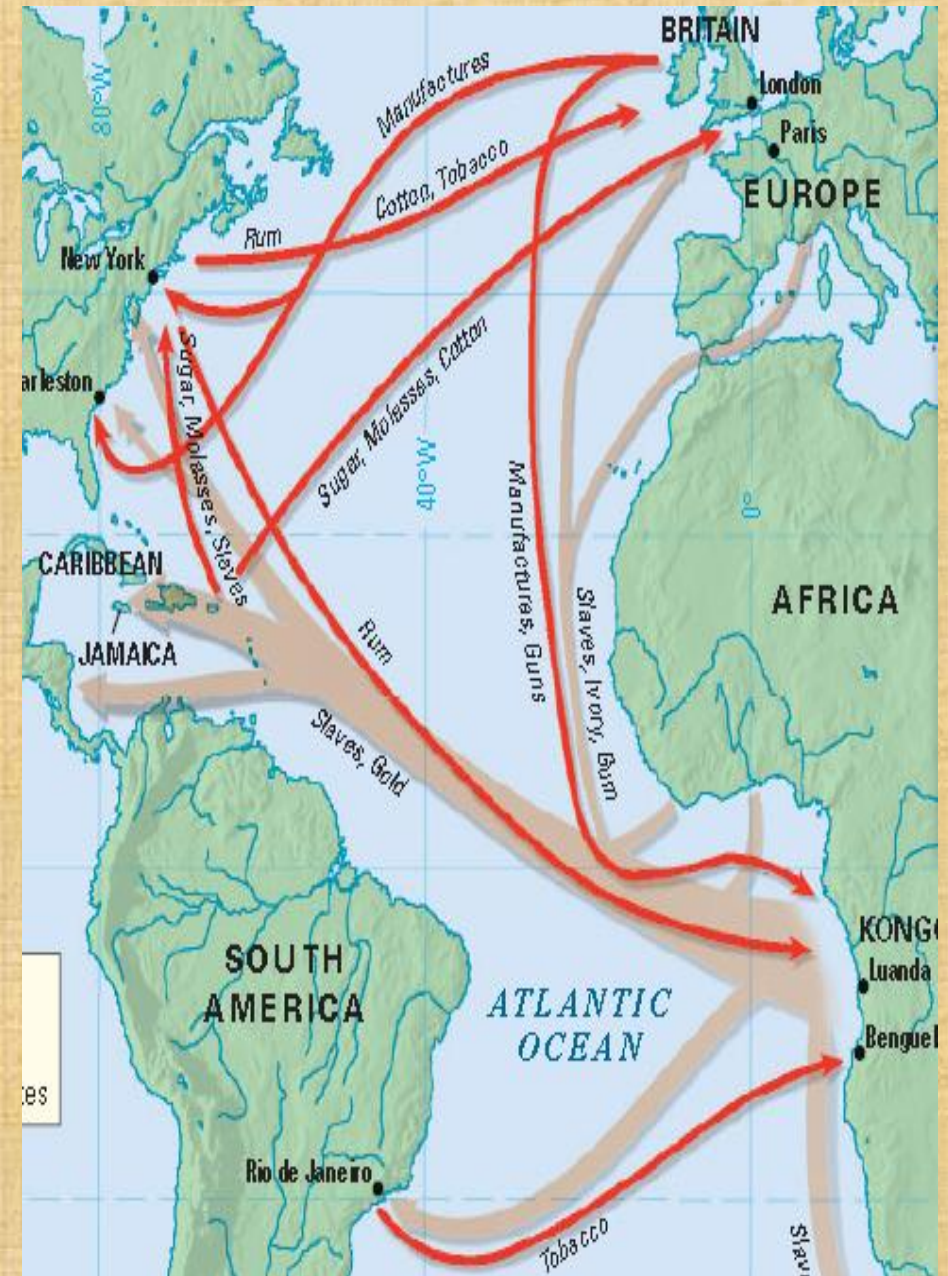 BRITAIN
80°W
Manufactures
London
Paris
Cotton, Tobacco
EUROPE
Rum
New York
Sugar, Molasses, Slaves
arleston
Sugar, Molasses, Cotton
40°W
0°
Manufactures, Guns
CARIBBEAN
Slaves, Ivory, Gum
AFRICA
JAMAICA
Rum
Slaves, Gold
KONG
SOUTH
AMERICA
Luanda
ATLANTIC
OCEAN
Benguel
es
Rio de Janeiro
Tobacco
Slav